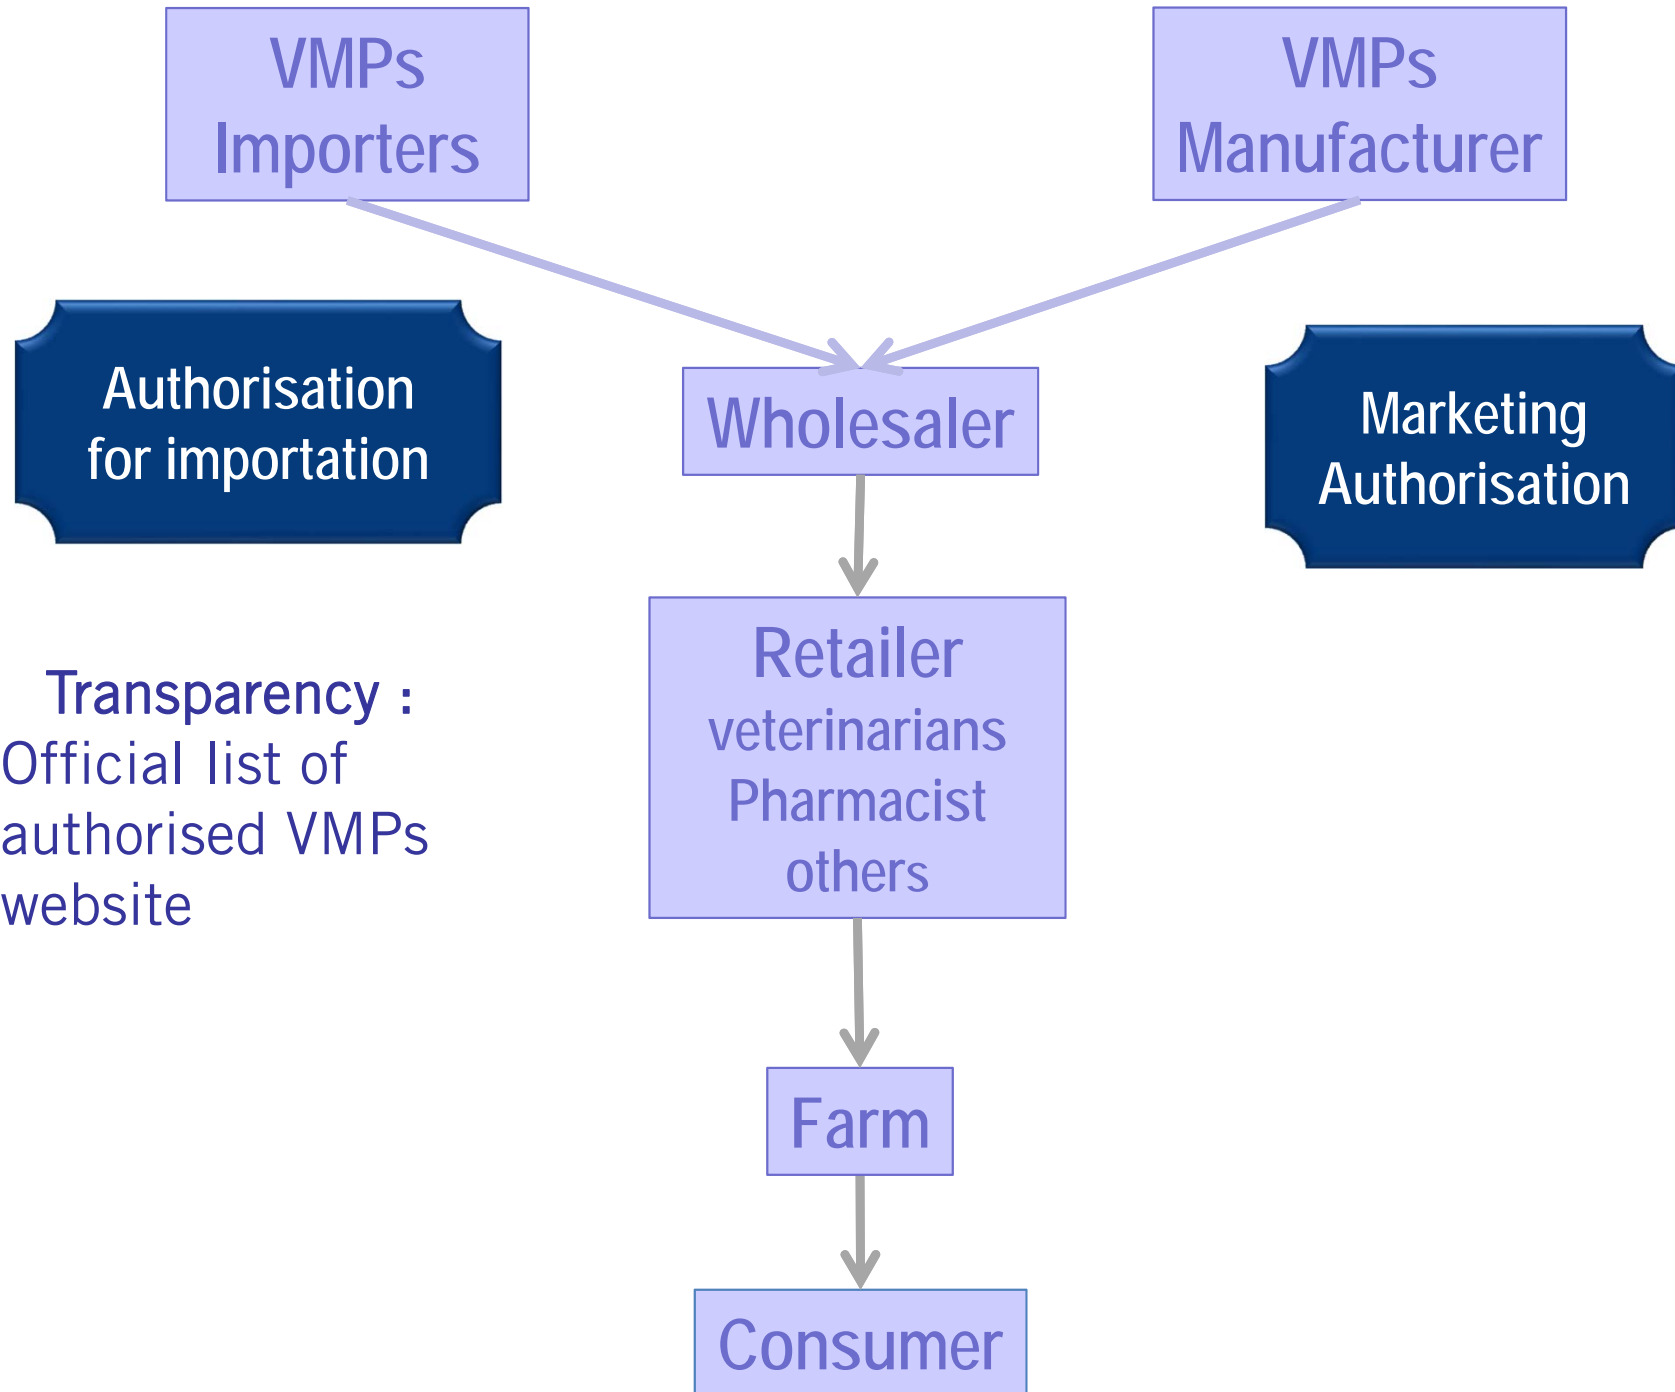 VMPs
Importers
VMPs
Manufacturer
Authorisation
for importation
Wholesaler
Marketing
Authorisation
Retailer
veterinarians
Pharmacist
others
Transparency :
Official list of
authorised VMPs
website
Farm
Consumer